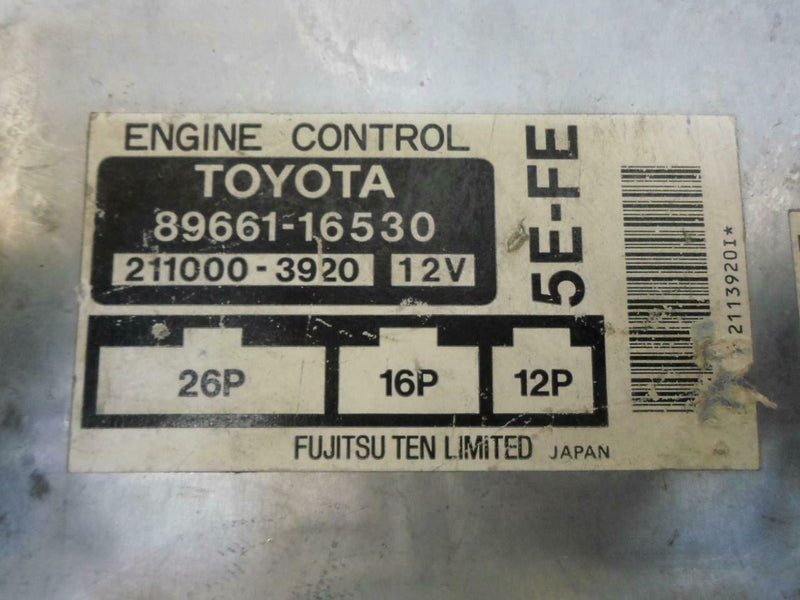 ENGINE CONTROL
TOYOTA
89661-16530
211000-3920 12V
5E-FE
26P 16P 12P
FUJITSU TEN LIMITED JAPAN
2113920I*